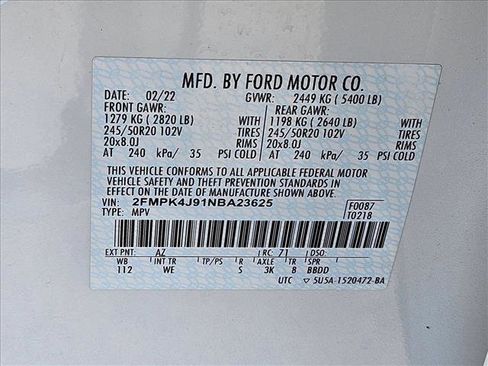 MFD. BY FORD MOTOR CO.
DATE: 02/22 GVWR: 2449 KG ( 5400 LB)
FRONT GAWR: REAR GAWR:
1279 KG ( 2820 LB) WITH 1198 KG ( 2640 LB) WITH
245/50R20 102V TIRES 245/50R20 102V TIRES
20x8.0J RIMS 20x8.0J RIMS
AT 240 kPa/ 35 PSI COLD AT 240 kPa/ 35 PSI COLD
THIS VEHICLE CONFORMS TO ALL APPLICABLE FEDERAL MOTOR
VEHICLE SAFETY AND THEFT PREVENTION STANDARDS IN
EFFECT ON THE DATE OF MANUFACTURE SHOWN ABOVE.
VIN: 2FMPK4J91NBA23625 F0087
TYPE: MPV T0218
EXT PNT: AZ RC: 71 DSO:
WB INT TR TP/PS R AXLE TR SPR
112 WE S 3K 8 BBDD
UTC ▽ 5U5A-1520472-BA